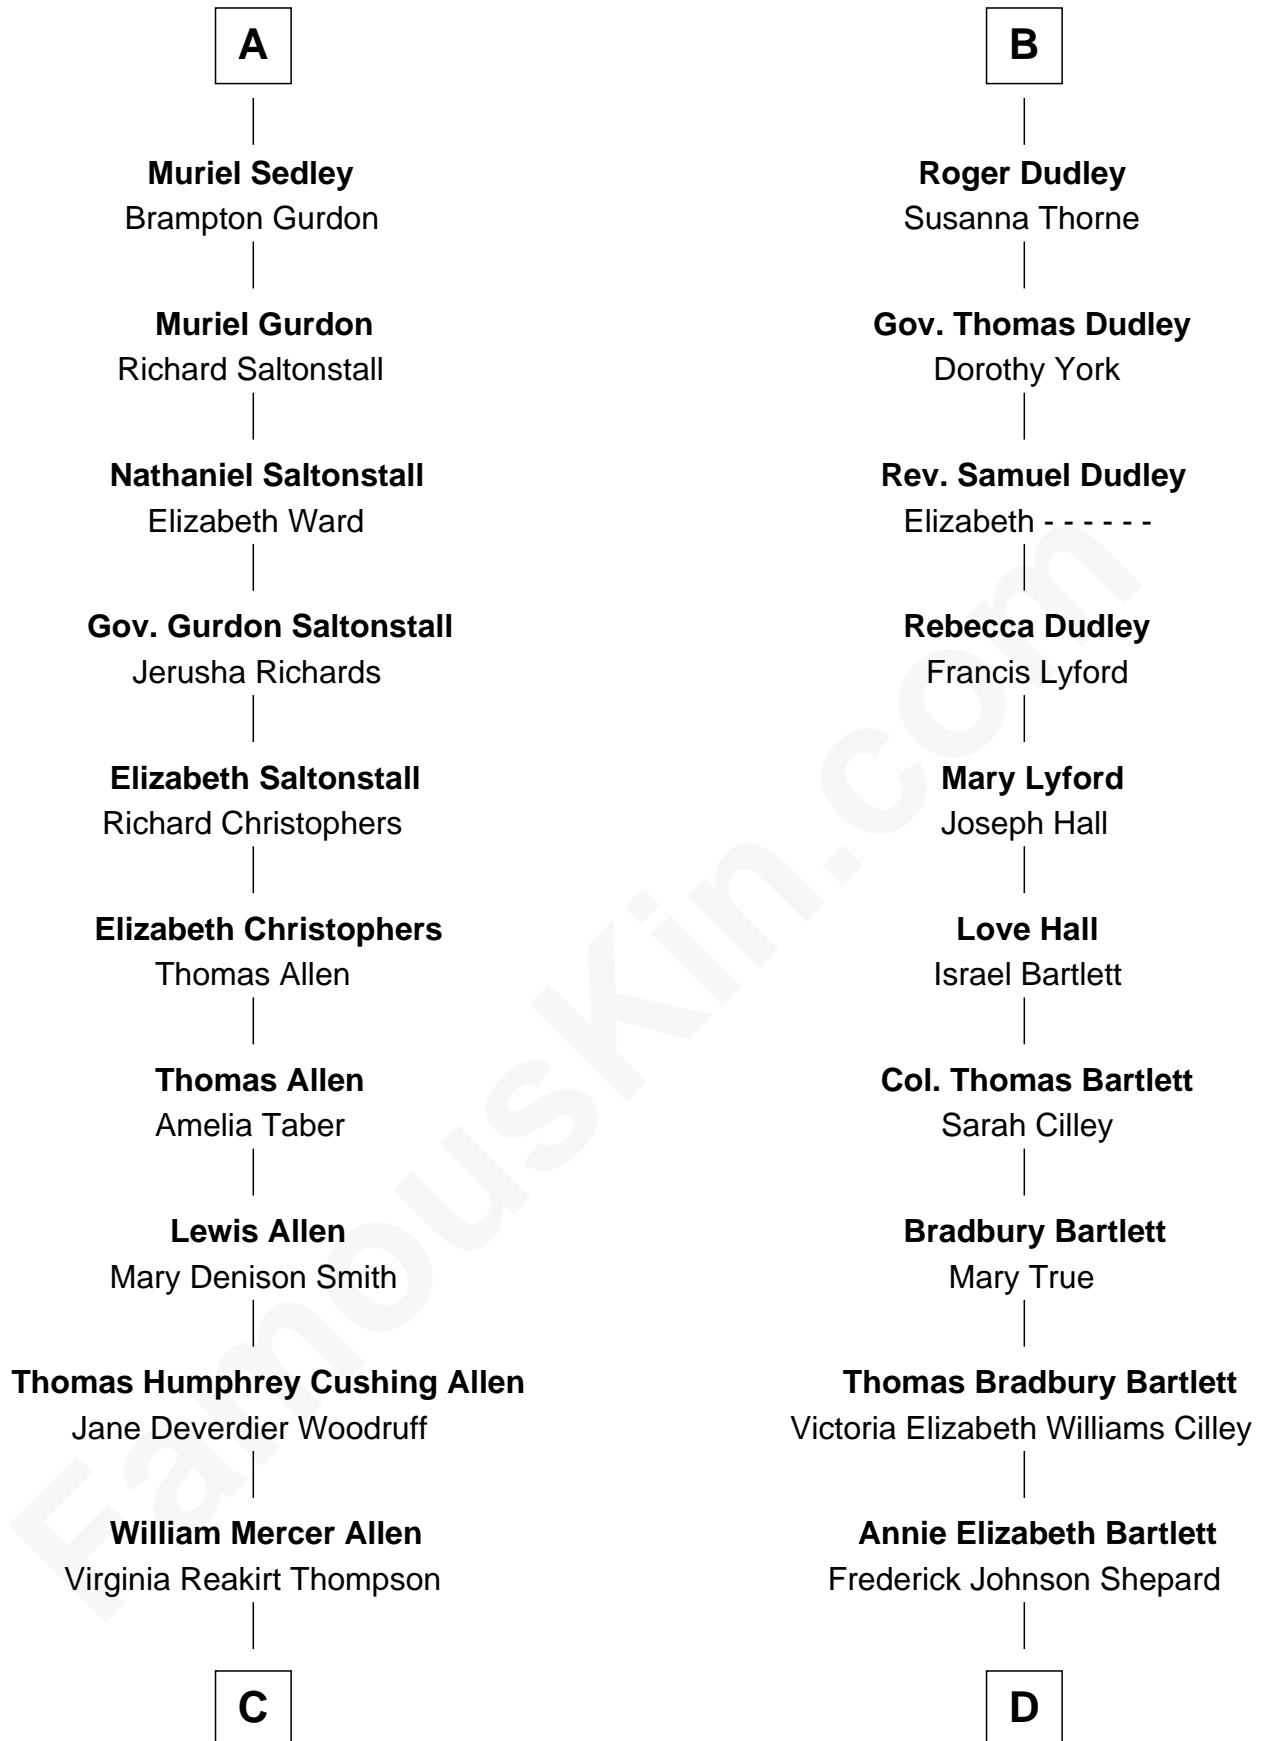 A
Muriel Sedley
Brampton Gurdon
Muriel Gurdon
Richard Saltonstall
Nathaniel Saltonstall
Elizabeth Ward
Gov. Gurdon Saltonstall
Jerusha Richards
Elizabeth Saltonstall
Richard Christophers
Elizabeth Christophers
Thomas Allen
Thomas Allen
Amelia Taber
Lewis Allen
Mary Denison Smith
Thomas Humphrey Cushing Allen
Jane Deverdier Woodruff
William Mercer Allen
Virginia Reakirt Thompson
C
B
Roger Dudley
Susanna Thorne
Gov. Thomas Dudley
Dorothy York
Rev. Samuel Dudley
Elizabeth - - - - - -
Rebecca Dudley
Francis Lyford
Mary Lyford
Joseph Hall
Love Hall
Israel Bartlett
Col. Thomas Bartlett
Sarah Cilley
Bradbury Bartlett
Mary True
Thomas Bradbury Bartlett
Victoria Elizabeth Williams Cilley
Annie Elizabeth Bartlett
Frederick Johnson Shepard
D
FamousKin.com